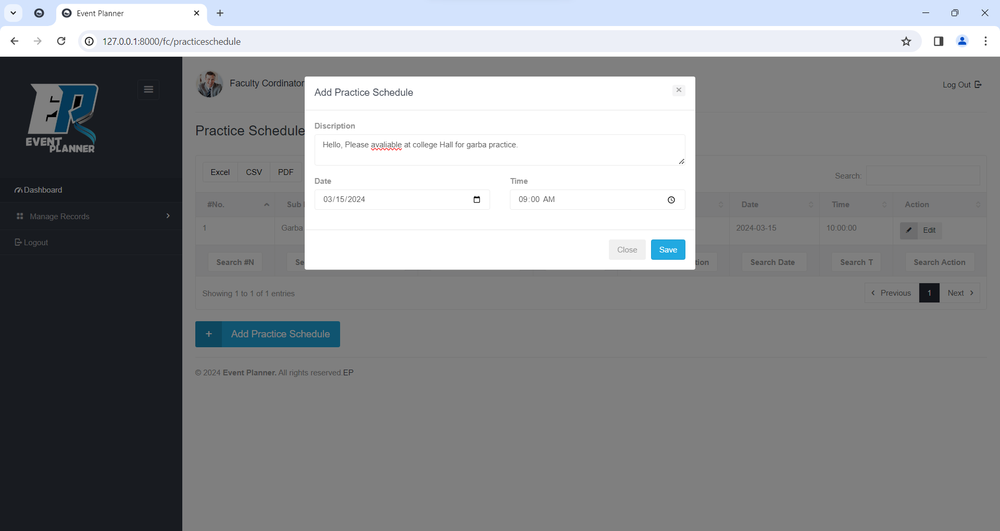 Event Planner
127.0.0.1:8000/fc/practiceschedule
EVENT
PLANNER
Dashboard
Manage Records
Logout
Faculty Cordinator
Log Out
Practice Schedule
Excel CSV PDF
Search:
#No. Sub Date Time Action
1 Garba 2024-03-15 10:00:00 Edit
Search #N Se tion Search Date Search T Search Action
Showing 1 to 1 of 1 entries
Previous 1 Next
+ Add Practice Schedule
© 2024 Event Planner. All rights reserved.EP
Add Practice Schedule
Discription
Hello, Please avaliable at college Hall for garba practice.
Date Time
03/15/2024 09:00 AM
Close Save